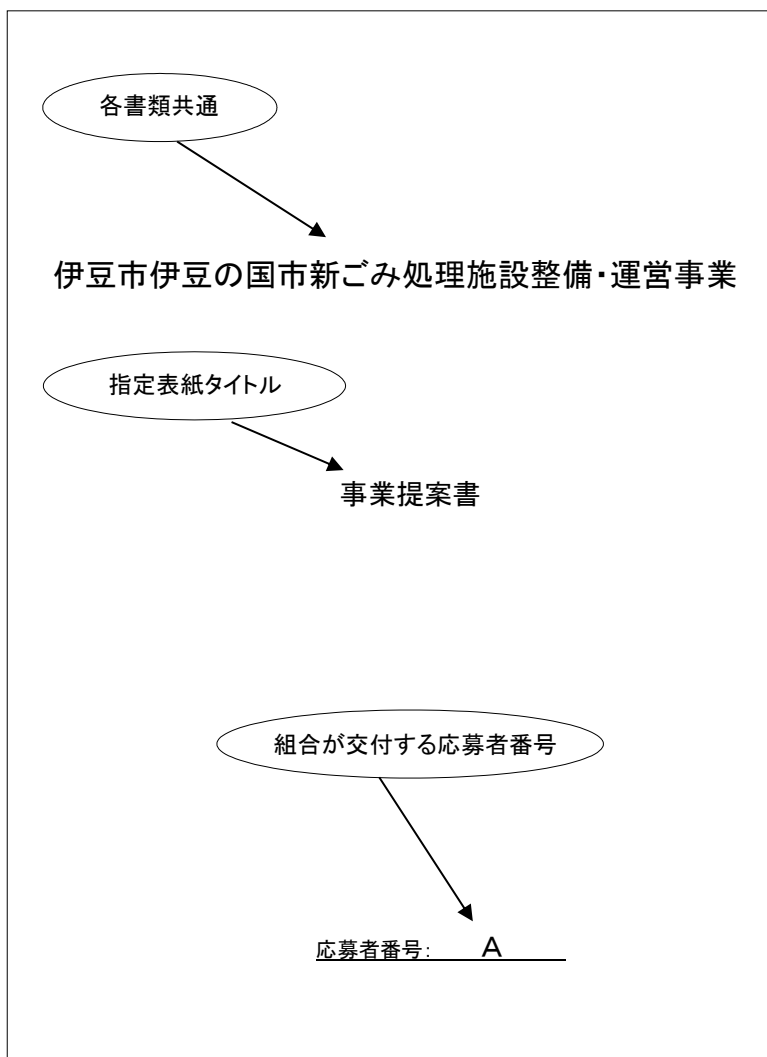 各書類共通
伊豆市伊豆の国市新ごみ処理施設整備・運営事業
指定表紙タイトル
事業提案書
組合が交付する応募者番号
応募者番号： A